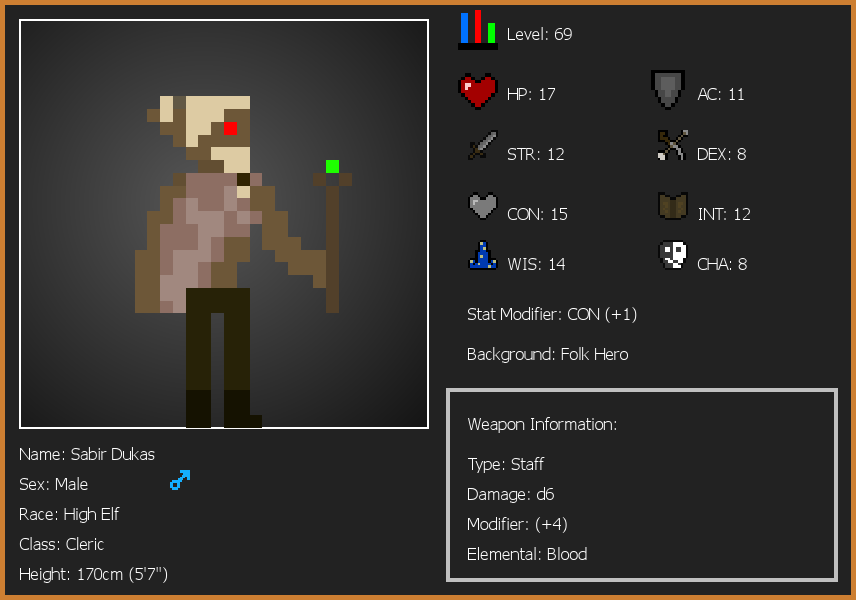 Level: 69
HP: 17
AC: 11
STR: 12
DEX: 8
CON: 15
INT: 12
WIS: 14
CHA: 8
Stat Modifier: CON (+1)
Background: Folk Hero
Weapon Information:
Type: Staff
Damage: d6
Modifier: (+4)
Elemental: Blood
Name: Sabir Dukas
Sex: Male
Race: High Elf
Class: Cleric
Height: 170cm (5'7")